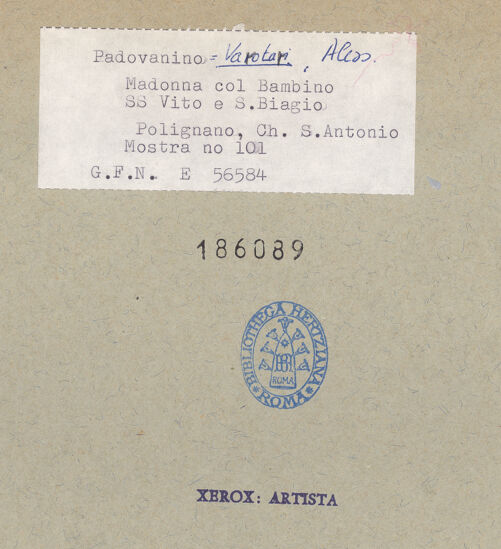 Padovanino = Varotari, Aless.
Madonna col Bambino
SS Vito e S.Biagio
Polignano, Ch. S.Antonio
Mostra no 101
G.F.N. E 56584
186089
BIBLIOTHECA HERTZIANA
ROMA
ROMA
XEROX: ARTISTA